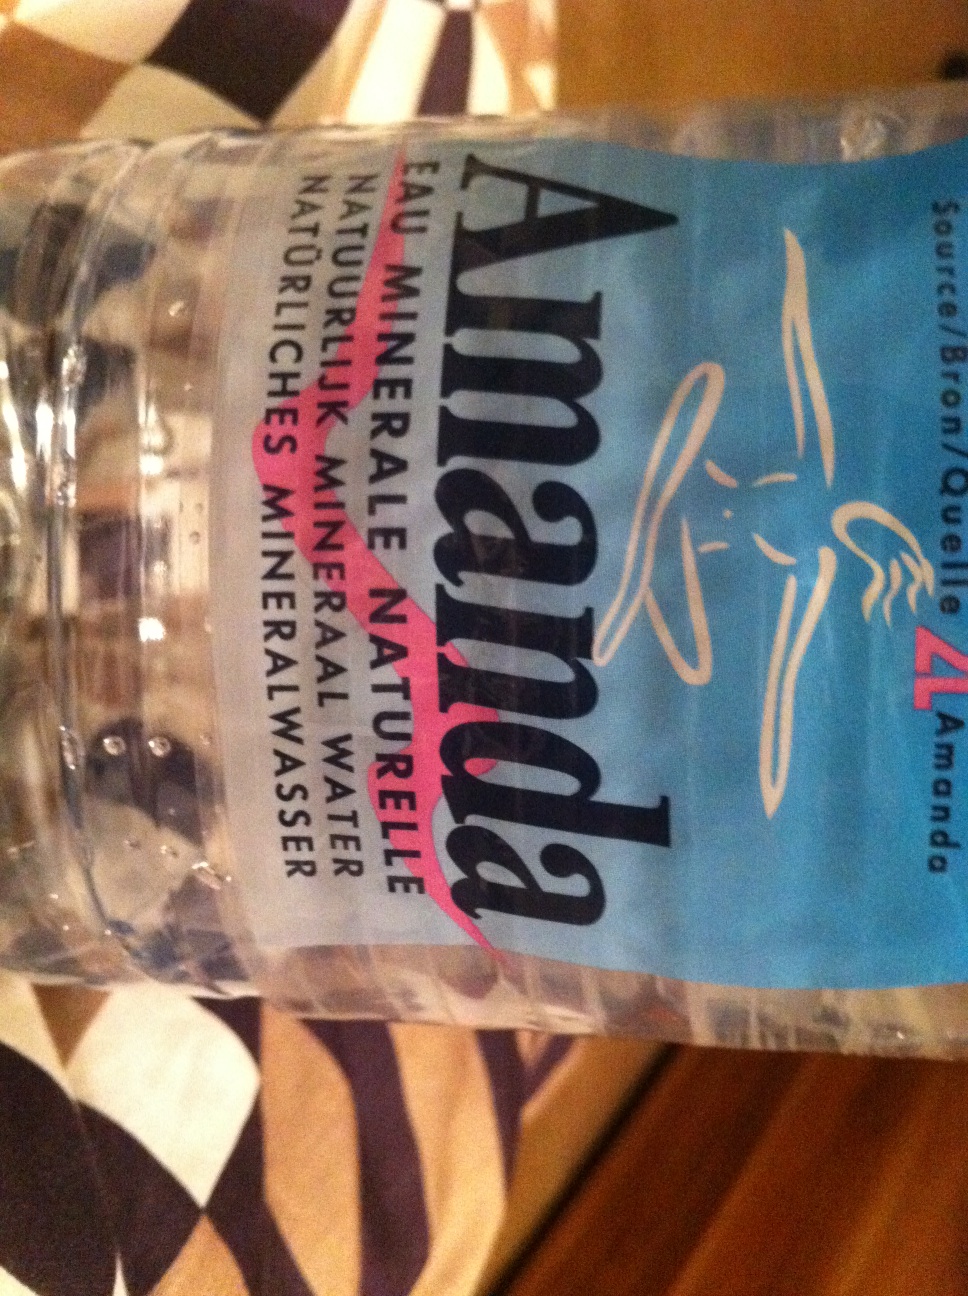 Source/Bron/Quelle Amanda
2L
Amanda
EAU MINERALE NATURELLE
NATUURLIJK MINERAAL WATER
NATÜRLICHES MINERALWASSER